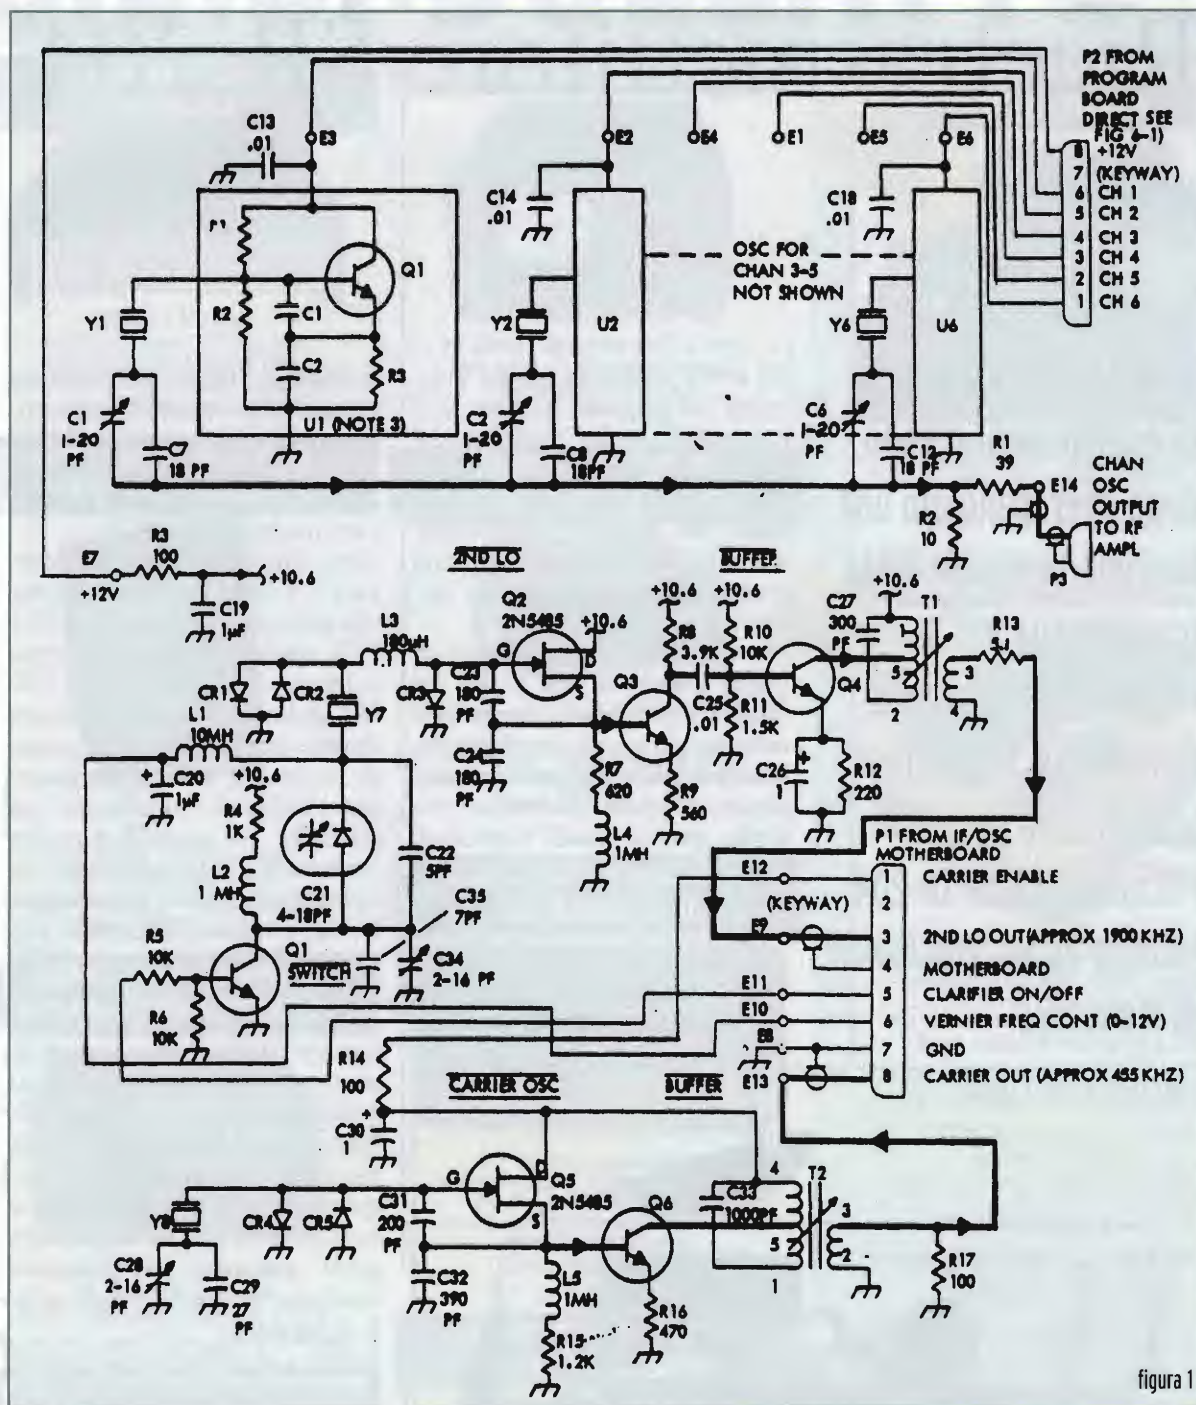 P2 FROM
PROGRAM
BOARD
DIRECT SEE
FIG 6-1)
8 +12V
7 (KEYWAY)
6 CH 1
5 CH 2
4 CH 3
3 CH 4
2 CH 5
1 CH 6
C13
.01
E3
E2
E4
E1
E5
E6
C14
.01
C18
.01
Q1
R2
C1
C2
R3
U1 (NOTE 3)
Y1
C1
1-20
PF
C7
18 PF
OSC FOR
CHAN 3-5
NOT SHOWN
Y2
U2
C2
1-20
PF
C8
18PF
Y6
U6
C6
1-20
PF
C12
18 PF
R1
39
E14
R2
10
CHAN
OSC
OUTPUT
TO RF
AMPL
P3
E7
+12V
R3
100
+10.6
C19
1µF
2ND LO
BUFFER
Q2
2N5485
+10.6
G
D
S
L3
180µH
CR1
CR2
Y7
CR3
C23
180
PF
C24
180
PF
Q3
+10.6
R8
3.9K
+10.6
R10
10K
C25
.01
R11
1.5K
Q4
+10.6
C27
300
PF
T1
1
5
2
3
4
R13
51
R7
620
L4
1MH
R9
560
C26
1
R12
220
L1
10MH
C20
1µF
+10.6
R4
1K
L2
1 MH
C21
4-18PF
C22
5PF
C35
7PF
C34
2-16 PF
R5
10K
R6
10K
Q1
SWITCH
P1 FROM IF/OSC
MOTHERBOARD
E12 1 CARRIER ENABLE
(KEYWAY) 2
E9 3 2ND LO OUT(APPROX 1900 KHZ)
4 MOTHERBOARD
E11 5 CLARIFIER ON/OFF
E10 6 VERNIER FREQ CONT (0-12V)
E8 7 GND
E13 8 CARRIER OUT (APPROX 455 KHZ)
R14
100
C30
1
CARRIER OSC
BUFFER
G
D
S
Q5
2N5485
Y8
CR4
CR5
C31
200
PF
C32
390
PF
C28
2-16
PF
C29
27
PF
L5
1MH
R15
1.2K
Q6
R16
470
C33
1000PF
4
5
1
T2
3
2
R17
100
figura 1